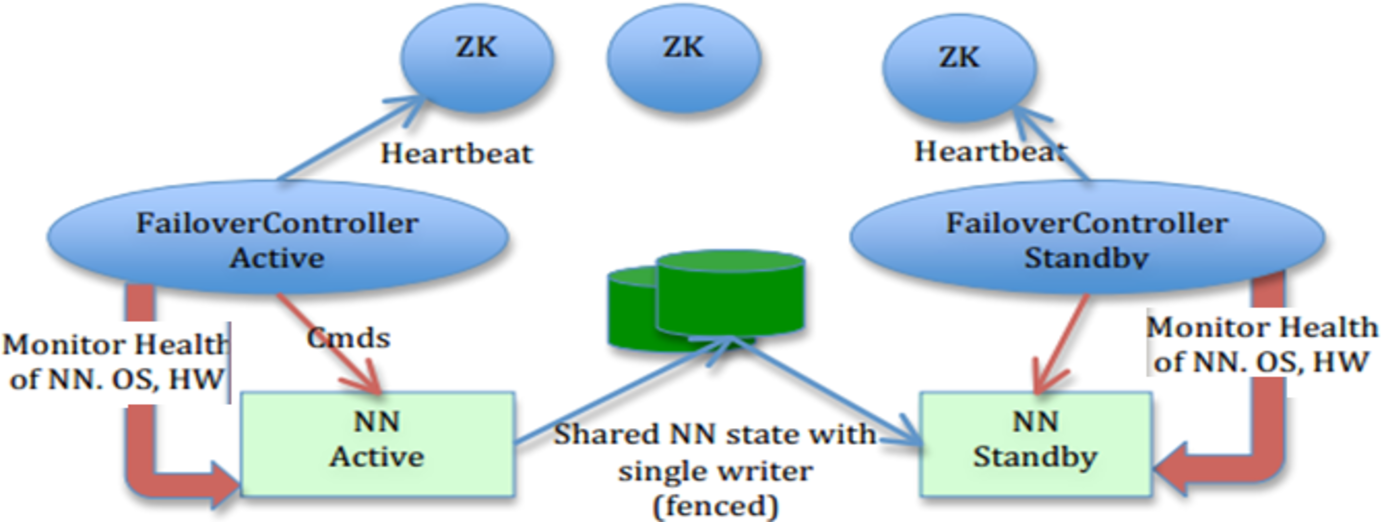 ZK
ZK
ZK
Heartbeat
Heartbeat
FailoverController
Active
FailoverController
Standby
Cmds
Monitor Health
of NN. OS, HW
Monitor Health
of NN. OS, HW
NN
Active
Shared NN state with
single writer
(fenced)
NN
Standby